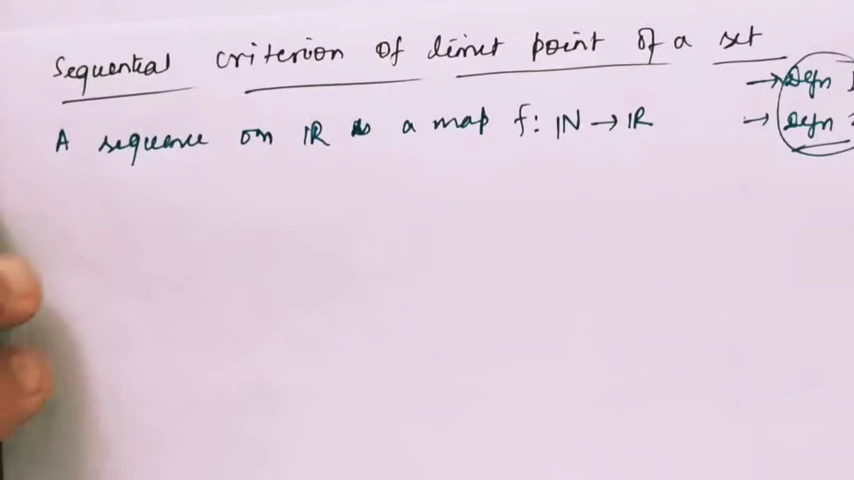 Sequential criterion of limit point of a set
→ Defn
A sequence on IR is a map f: IN → IR
→ Defn